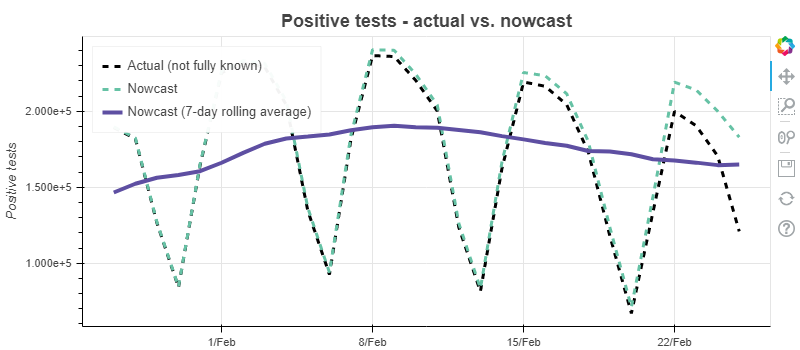 Positive tests - actual vs. nowcast
Actual (not fully known)
Nowcast
Nowcast (7-day rolling average)
Positive tests
2.000e+5
1.500e+5
1.000e+5
1/Feb
8/Feb
15/Feb
22/Feb